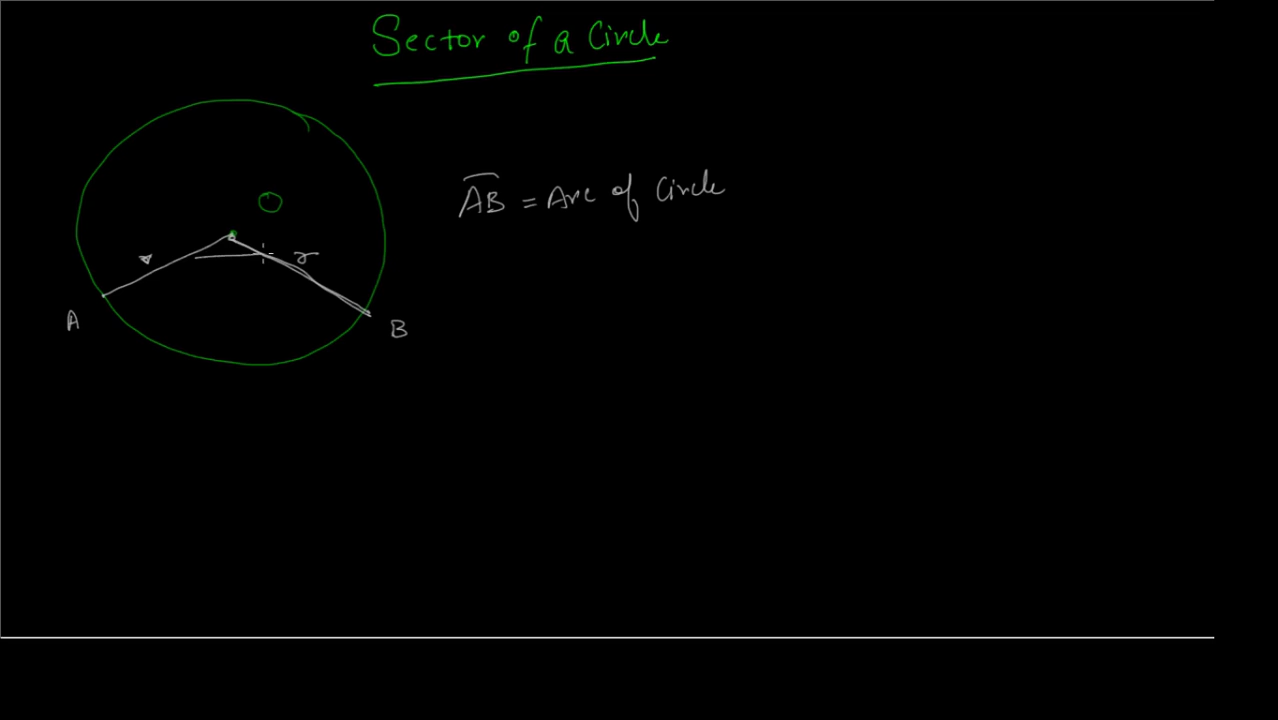 Sector of a Circle
O
AB = Arc of Circle
r
A
B